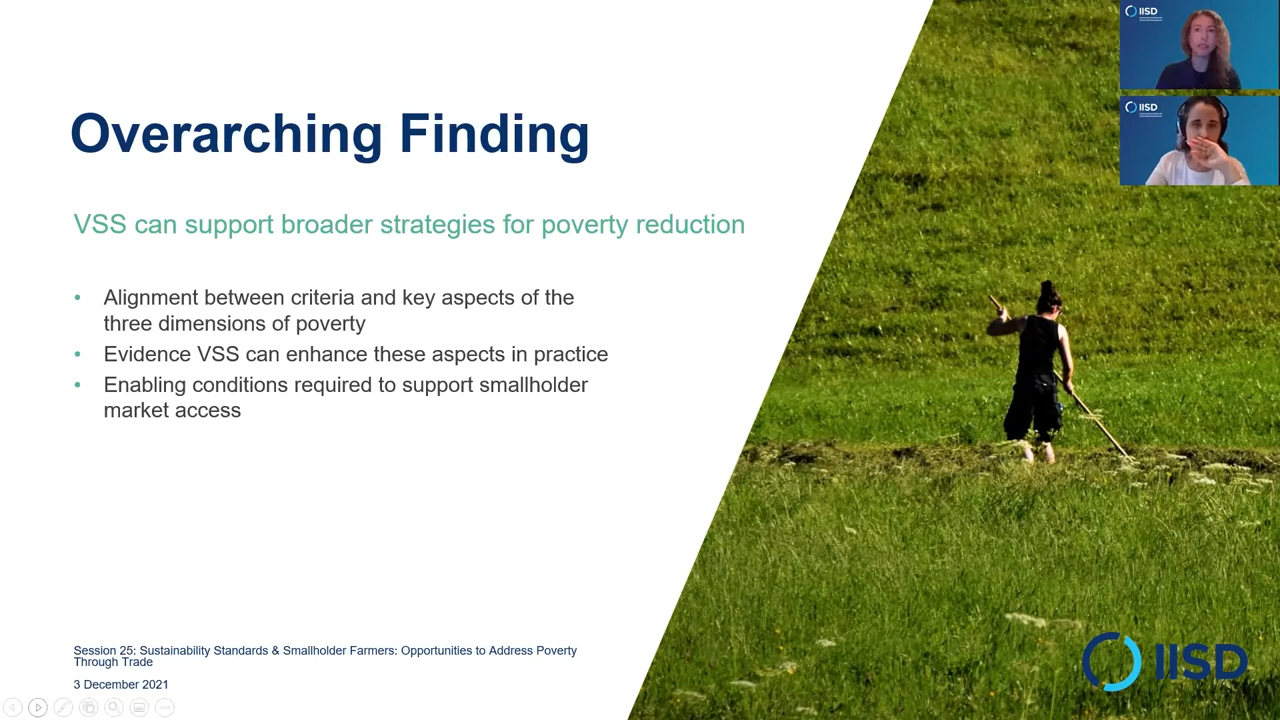 IISD
IISD
Overarching Finding
VSS can support broader strategies for poverty reduction
• Alignment between criteria and key aspects of the
three dimensions of poverty
• Evidence VSS can enhance these aspects in practice
• Enabling conditions required to support smallholder
market access
Session 25: Sustainability Standards & Smallholder Farmers: Opportunities to Address Poverty
Through Trade
3 December 2021
IISD